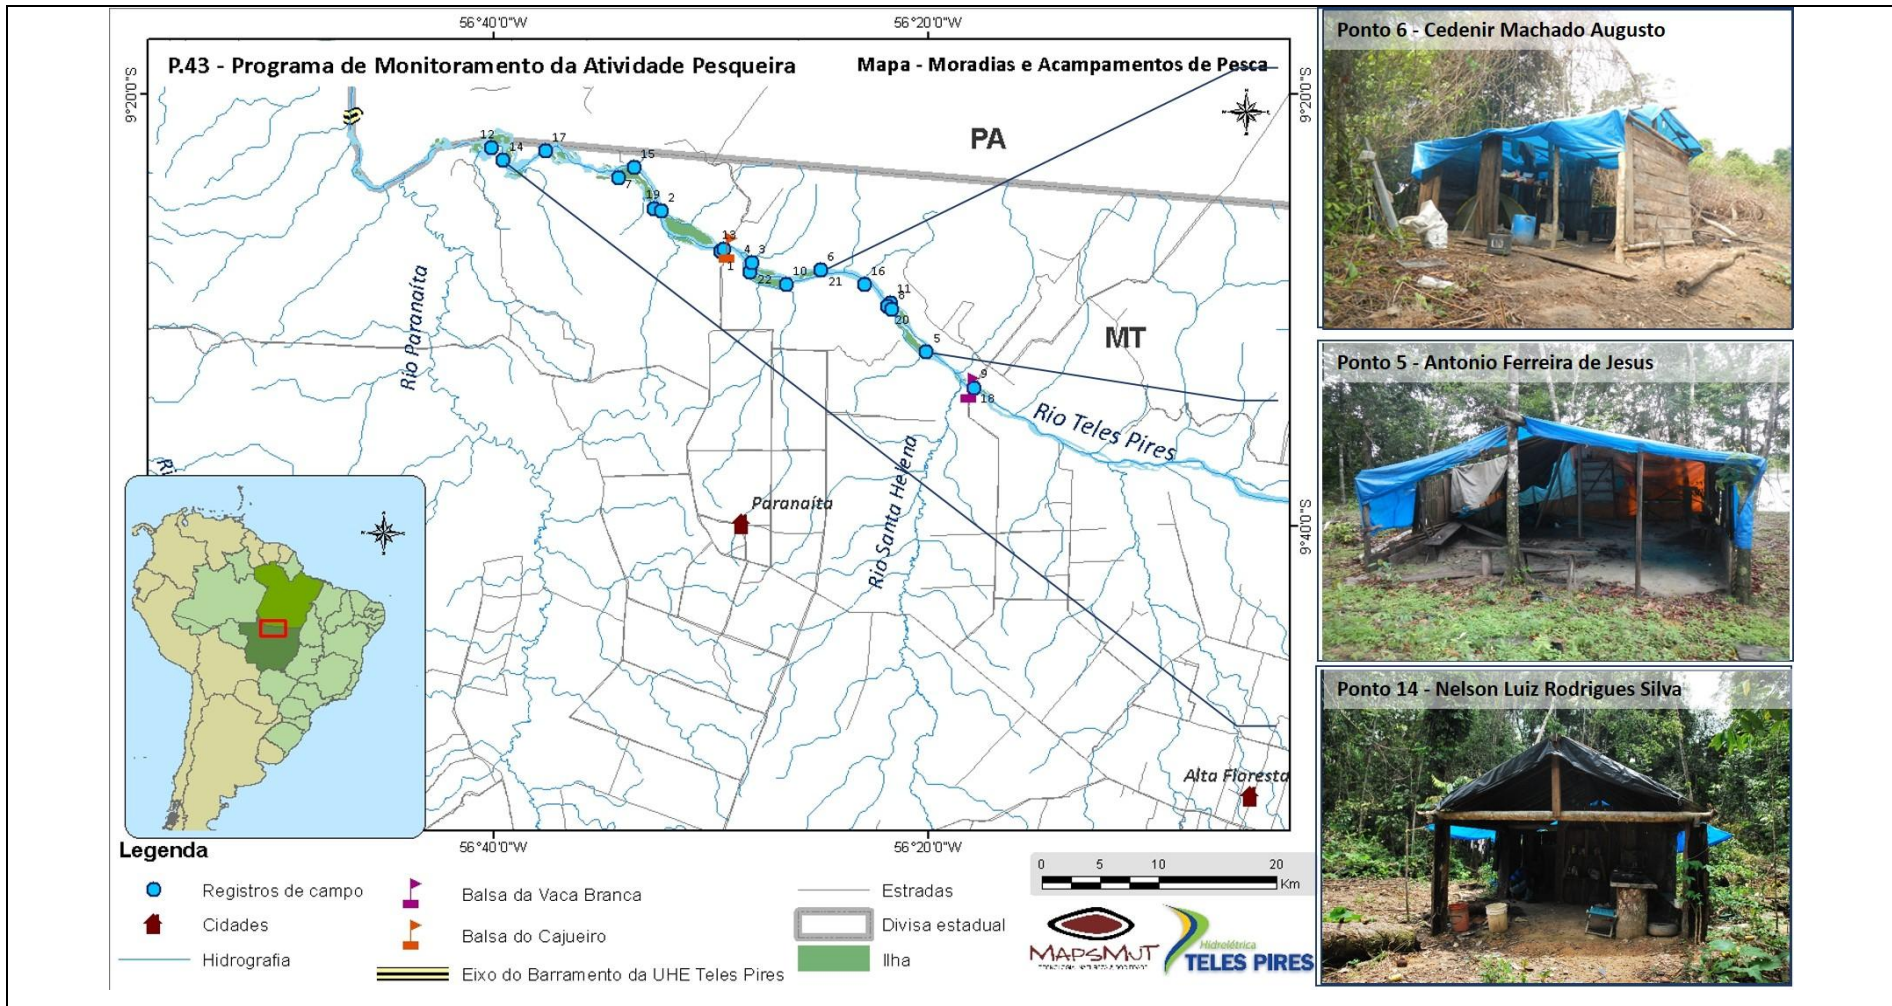 56°40'0"W
56°20'0"W
P.43 - Programa de Monitoramento da Atividade Pesqueira
Mapa - Moradias e Acampamentos de Pesca
9°20'0"S
9°20'0"S
PA
12
14
17
15
7
19
2
13
1
4
3
22
10
6
21
16
11
8
20
5
MT
9
18
Rio Paranaíta
Rio Teles Pires
Rio Santa Helena
Paranaíta
9°40'0"S
Alta Floresta
56°40'0"W
56°20'0"W
Legenda
Registros de campo
Cidades
Hidrografia
Balsa da Vaca Branca
Balsa do Cajueiro
Eixo do Barramento da UHE Teles Pires
Estradas
Divisa estadual
Ilha
0 5 10 20
Km
MAPSMUT
Hidrelétrica
TELES PIRES
Ponto 6 - Cedenir Machado Augusto
Ponto 5 - Antonio Ferreira de Jesus
Ponto 14 - Nelson Luiz Rodrigues Silva